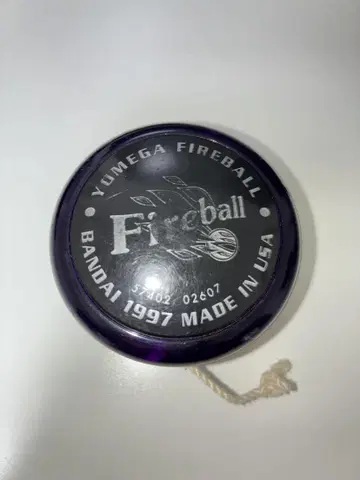 • YOMEGA FIREBALL •
Fireball
57402 02607
BANDAI 1997 MADE IN USA